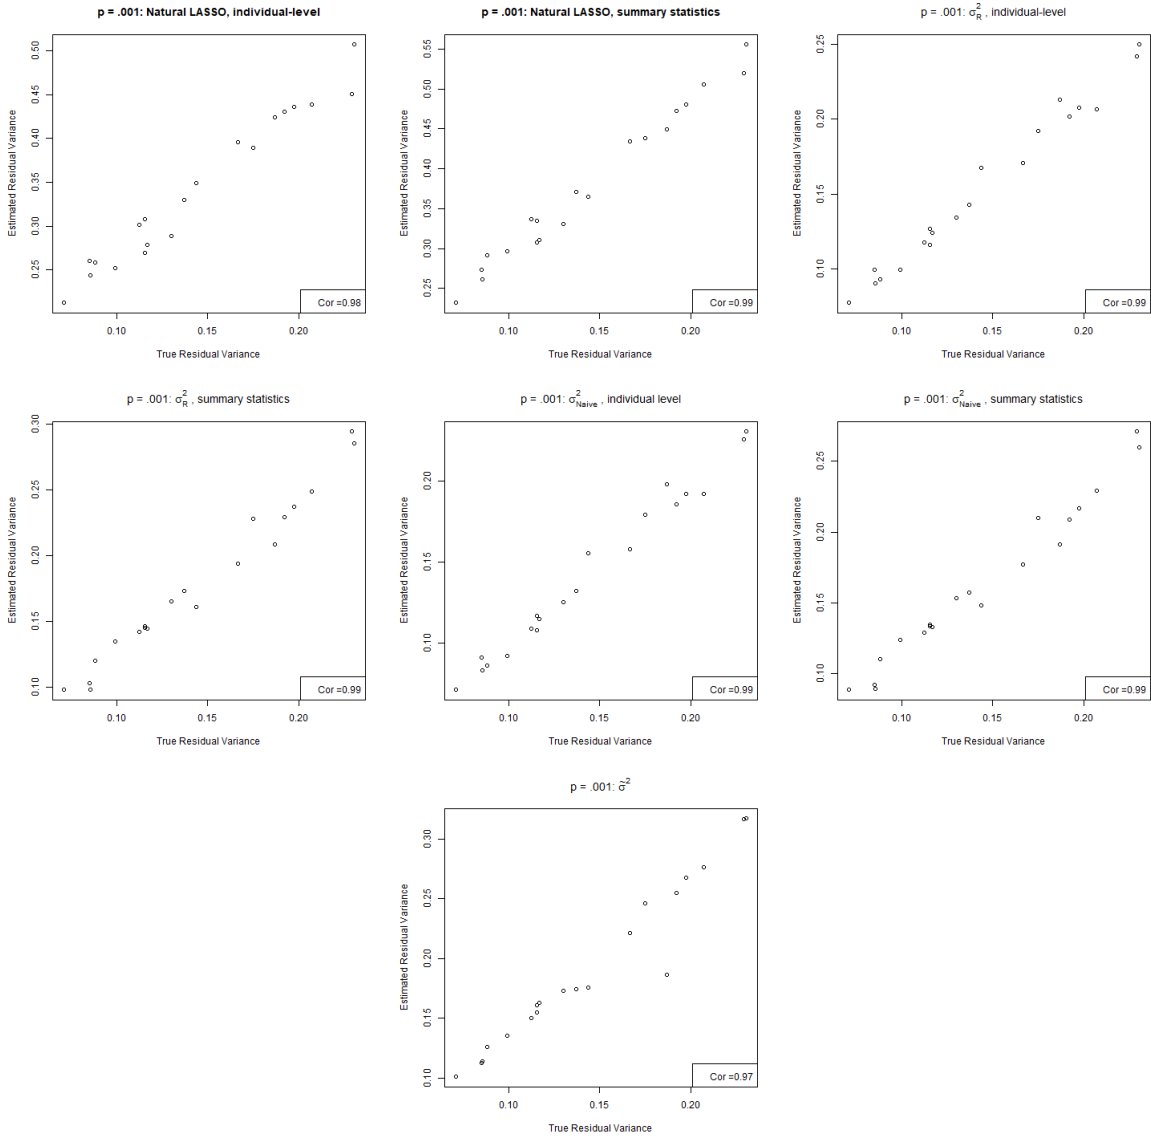 p = .001: Natural LASSO, individual-level
0.50
0.45
0.40
0.35
0.30
0.25
Estimated Residual Variance
Cor =0.98
0.10 0.15 0.20
True Residual Variance
p = .001: Natural LASSO, summary statistics
0.55
0.50
0.45
0.40
0.35
0.30
0.25
Estimated Residual Variance
Cor =0.99
0.10 0.15 0.20
True Residual Variance
p = .001: σ²_R , individual-level
0.25
0.20
0.15
0.10
Estimated Residual Variance
Cor =0.99
0.10 0.15 0.20
True Residual Variance
p = .001: σ²_R , summary statistics
0.30
0.25
0.20
0.15
0.10
Estimated Residual Variance
Cor =0.99
0.10 0.15 0.20
True Residual Variance
p = .001: σ²_Naive , individual level
0.20
0.15
0.10
Estimated Residual Variance
Cor =0.99
0.10 0.15 0.20
True Residual Variance
p = .001: σ²_Naive , summary statistics
0.25
0.20
0.15
0.10
Estimated Residual Variance
Cor =0.99
0.10 0.15 0.20
True Residual Variance
p = .001: σ̃²
0.30
0.25
0.20
0.15
0.10
Estimated Residual Variance
Cor =0.97
0.10 0.15 0.20
True Residual Variance